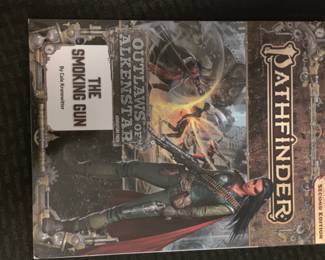 PATHFINDER
SECOND EDITION
OUTLAWS OF
ALKENSTAR
THE
SMOKING GUN
By Cole Kronewitter